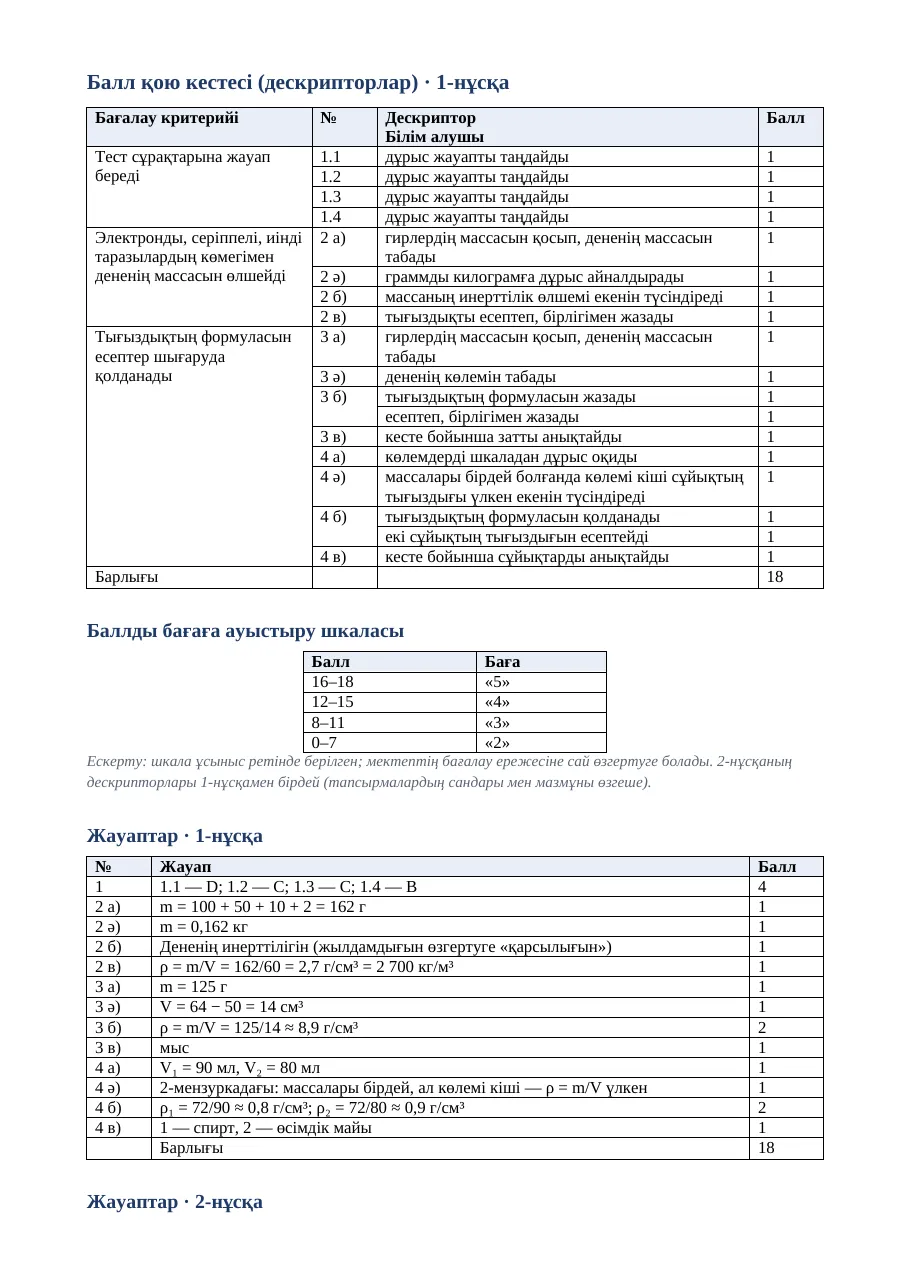 Балл қою кестесі (дескрипторлар) · 1-нұсқа
Бағалау критерийі № Дескриптор Балл
Білім алушы
Тест сұрақтарына жауап 1.1 дұрыс жауапты таңдайды 1
береді 1.2 дұрыс жауапты таңдайды 1
1.3 дұрыс жауапты таңдайды 1
1.4 дұрыс жауапты таңдайды 1
Электронды, серіппелі, иінді 2 а) гирлердің массасын қосып, дененің массасын 1
таразылардың көмегімен табады
дененің массасын өлшейді 2 ә) граммды килограмға дұрыс айналдырады 1
2 б) массаның инерттілік өлшемі екенін түсіндіреді 1
2 в) тығыздықты есептеп, бірлігімен жазады 1
Тығыздықтың формуласын 3 а) гирлердің массасын қосып, дененің массасын 1
есептер шығаруда табады
қолданады 3 ә) дененің көлемін табады 1
3 б) тығыздықтың формуласын жазады 1
есептеп, бірлігімен жазады 1
3 в) кесте бойынша затты анықтайды 1
4 а) көлемдерді шкаладан дұрыс оқиды 1
4 ә) массалары бірдей болғанда көлемі кіші сұйықтың 1
тығыздығы үлкен екенін түсіндіреді
4 б) тығыздықтың формуласын қолданады 1
екі сұйықтың тығыздығын есептейді 1
4 в) кесте бойынша сұйықтарды анықтайды 1
Барлығы 18
Баллды бағаға ауыстыру шкаласы
Балл Баға
16–18 «5»
12–15 «4»
8–11 «3»
0–7 «2»
Ескерту: шкала ұсыныс ретінде берілген; мектептің бағалау ережесіне сай өзгертуге болады. 2-нұсқаның
дескрипторлары 1-нұсқамен бірдей (тапсырмалардың сандары мен мазмұны өзгеше).
Жауаптар · 1-нұсқа
№ Жауап Балл
1 1.1 — D; 1.2 — C; 1.3 — C; 1.4 — B 4
2 а) m = 100 + 50 + 10 + 2 = 162 г 1
2 ә) m = 0,162 кг 1
2 б) Дененің инерттілігін (жылдамдығын өзгертуге «қарсылығын») 1
2 в) ρ = m/V = 162/60 = 2,7 г/см³ = 2 700 кг/м³ 1
3 а) m = 125 г 1
3 ә) V = 64 − 50 = 14 см³ 1
3 б) ρ = m/V = 125/14 ≈ 8,9 г/см³ 2
3 в) мыс 1
4 а) V₁ = 90 мл, V₂ = 80 мл 1
4 ә) 2-мензуркадағы: массалары бірдей, ал көлемі кіші — ρ = m/V үлкен 1
4 б) ρ₁ = 72/90 ≈ 0,8 г/см³; ρ₂ = 72/80 ≈ 0,9 г/см³ 2
4 в) 1 — спирт, 2 — өсімдік майы 1
Барлығы 18
Жауаптар · 2-нұсқа